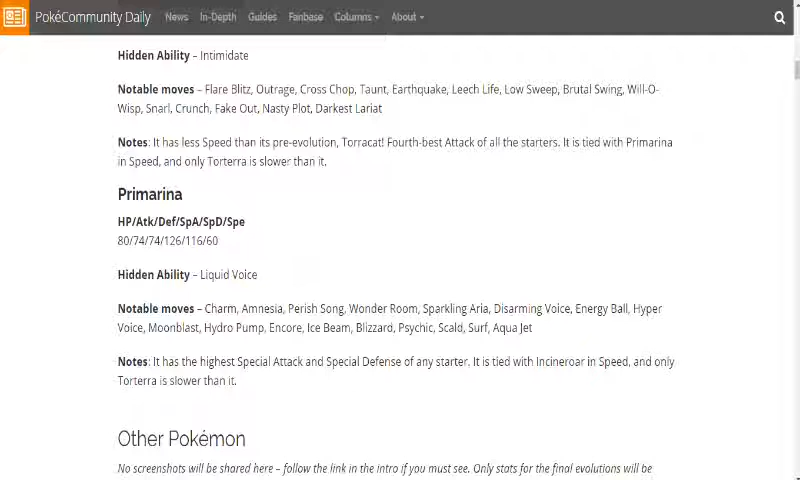 PokéCommunity Daily News In-Depth Guides Fanbase Columns About
Hidden Ability – Intimidate
Notable moves – Flare Blitz, Outrage, Cross Chop, Taunt, Earthquake, Leech Life, Low Sweep, Brutal Swing, Will-O-
Wisp, Snarl, Crunch, Fake Out, Nasty Plot, Darkest Lariat
Notes: It has less Speed than its pre-evolution, Torracat! Fourth-best Attack of all the starters. It is tied with Primarina
in Speed, and only Torterra is slower than it.
Primarina
HP/Atk/Def/SpA/SpD/Spe
80/74/74/126/116/60
Hidden Ability – Liquid Voice
Notable moves – Charm, Amnesia, Perish Song, Wonder Room, Sparkling Aria, Disarming Voice, Energy Ball, Hyper
Voice, Moonblast, Hydro Pump, Encore, Ice Beam, Blizzard, Psychic, Scald, Surf, Aqua Jet
Notes: It has the highest Special Attack and Special Defense of any starter. It is tied with Incineroar in Speed, and only
Torterra is slower than it.
Other Pokémon
No screenshots will be shared here – follow the link in the intro if you must see. Only stats for the final evolutions will be